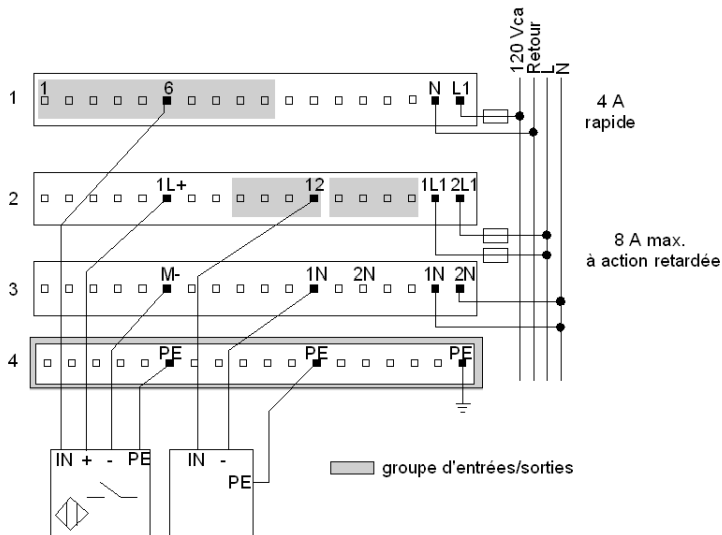 120 Vca
Retour
L
N
1
1 6 N L1
4 A
rapide
2
1L+ 12 1L1 2L1
8 A max.
à action retardée
3
M- 1N 2N 1N 2N
4
PE PE PE
IN + - PE
IN -
PE
groupe d'entrées/sorties